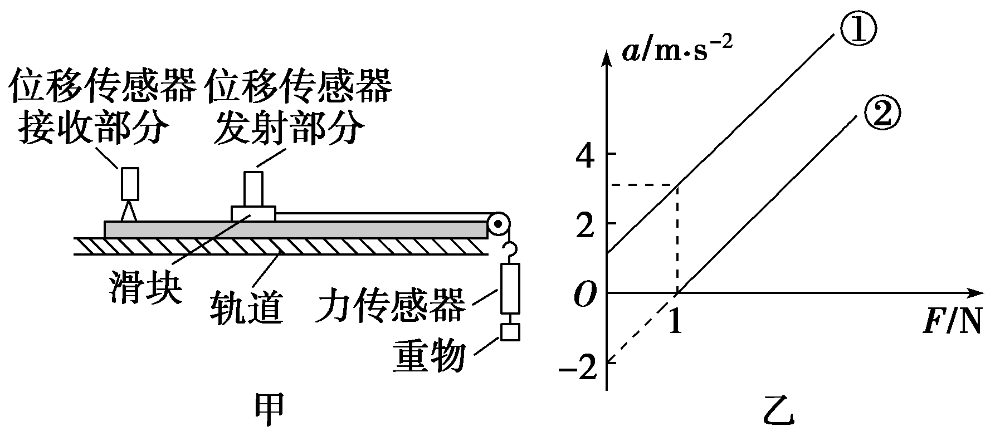 位移传感器
接收部分
位移传感器
发射部分
滑块
轨道
力传感器
重物
甲
a/m·s⁻²
①
②
4
2
O
1
F/N
−2
乙